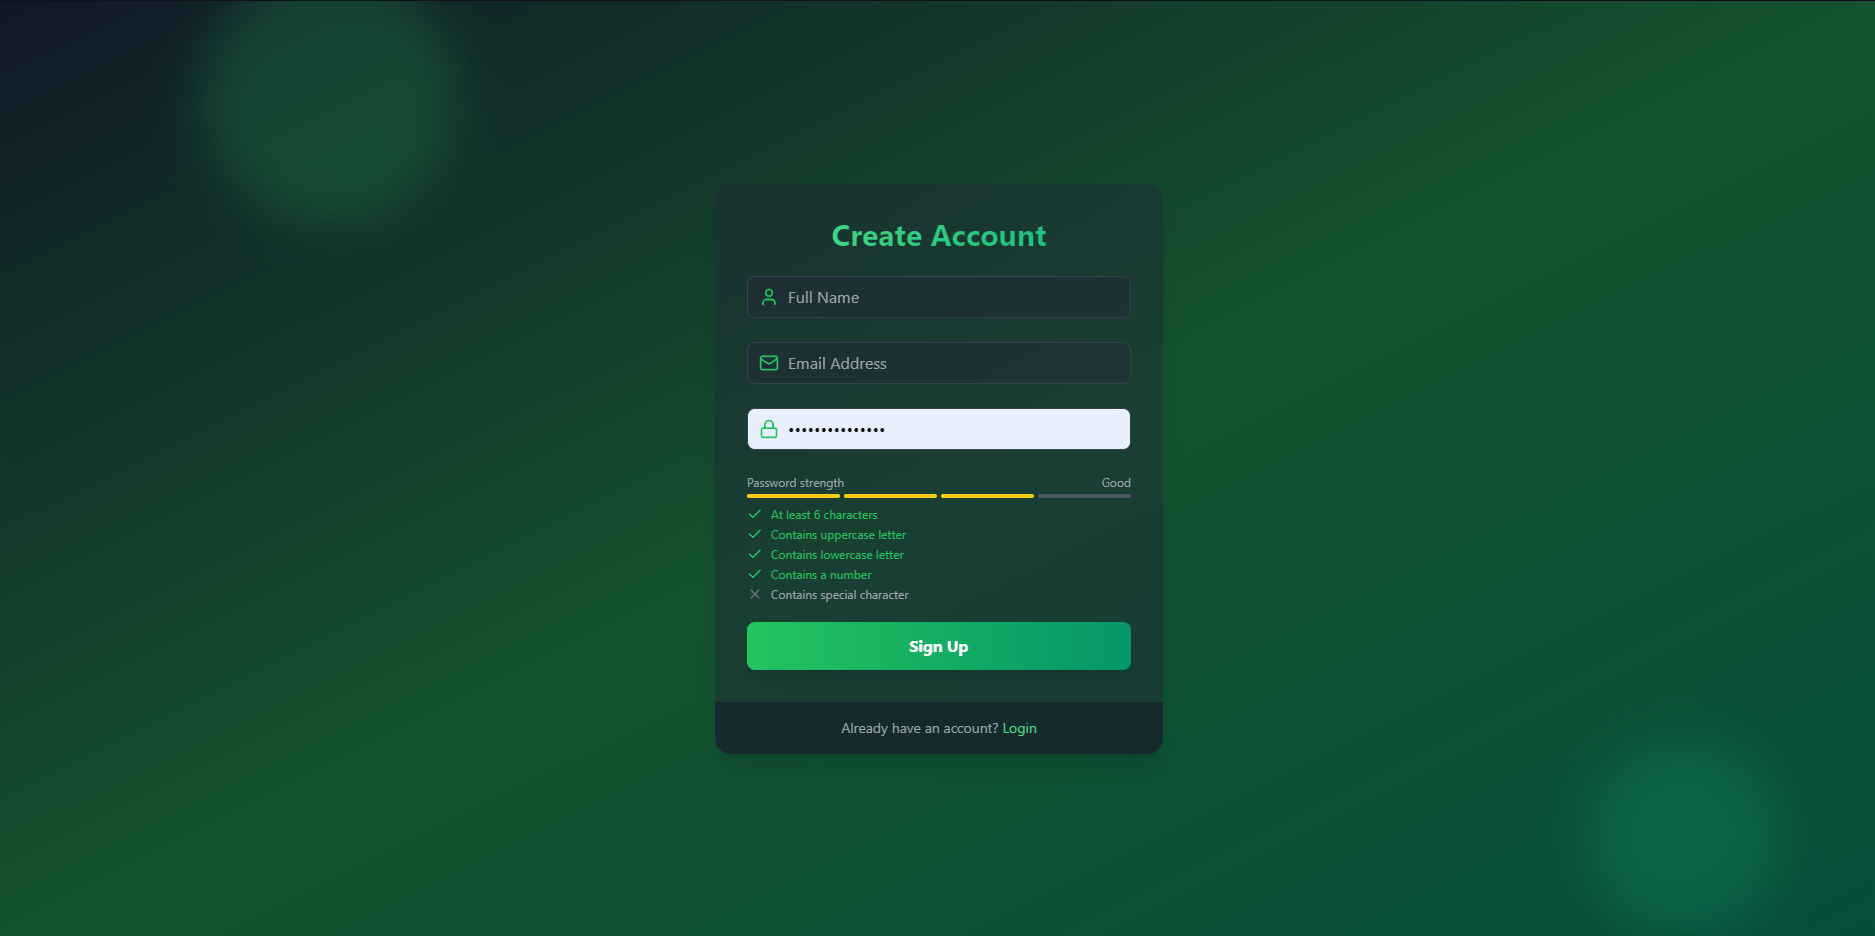 Create Account
Full Name
Email Address
•••••••••••••••
Password strength Good
At least 6 characters
Contains uppercase letter
Contains lowercase letter
Contains a number
Contains special character
Sign Up
Already have an account? Login